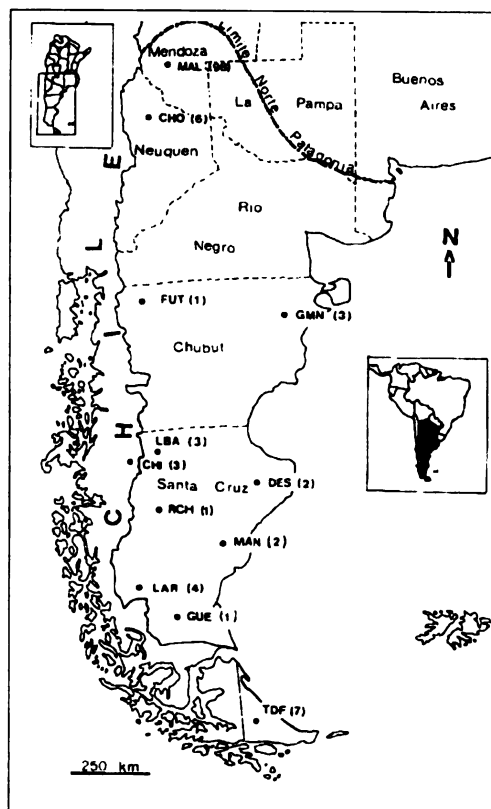 Mendoza
MAL (98)
Limite Norte Patagonia
La Pampa
Buenos Aires
CHO (6)
Neuquen
Rio Negro
N
FUT (1)
GMN (3)
Chubut
CHILE
LBA (3)
CHI (3)
Santa Cruz
DES (2)
RCH (1)
MAN (2)
LAR (4)
GUE (1)
TDF (7)
250 km